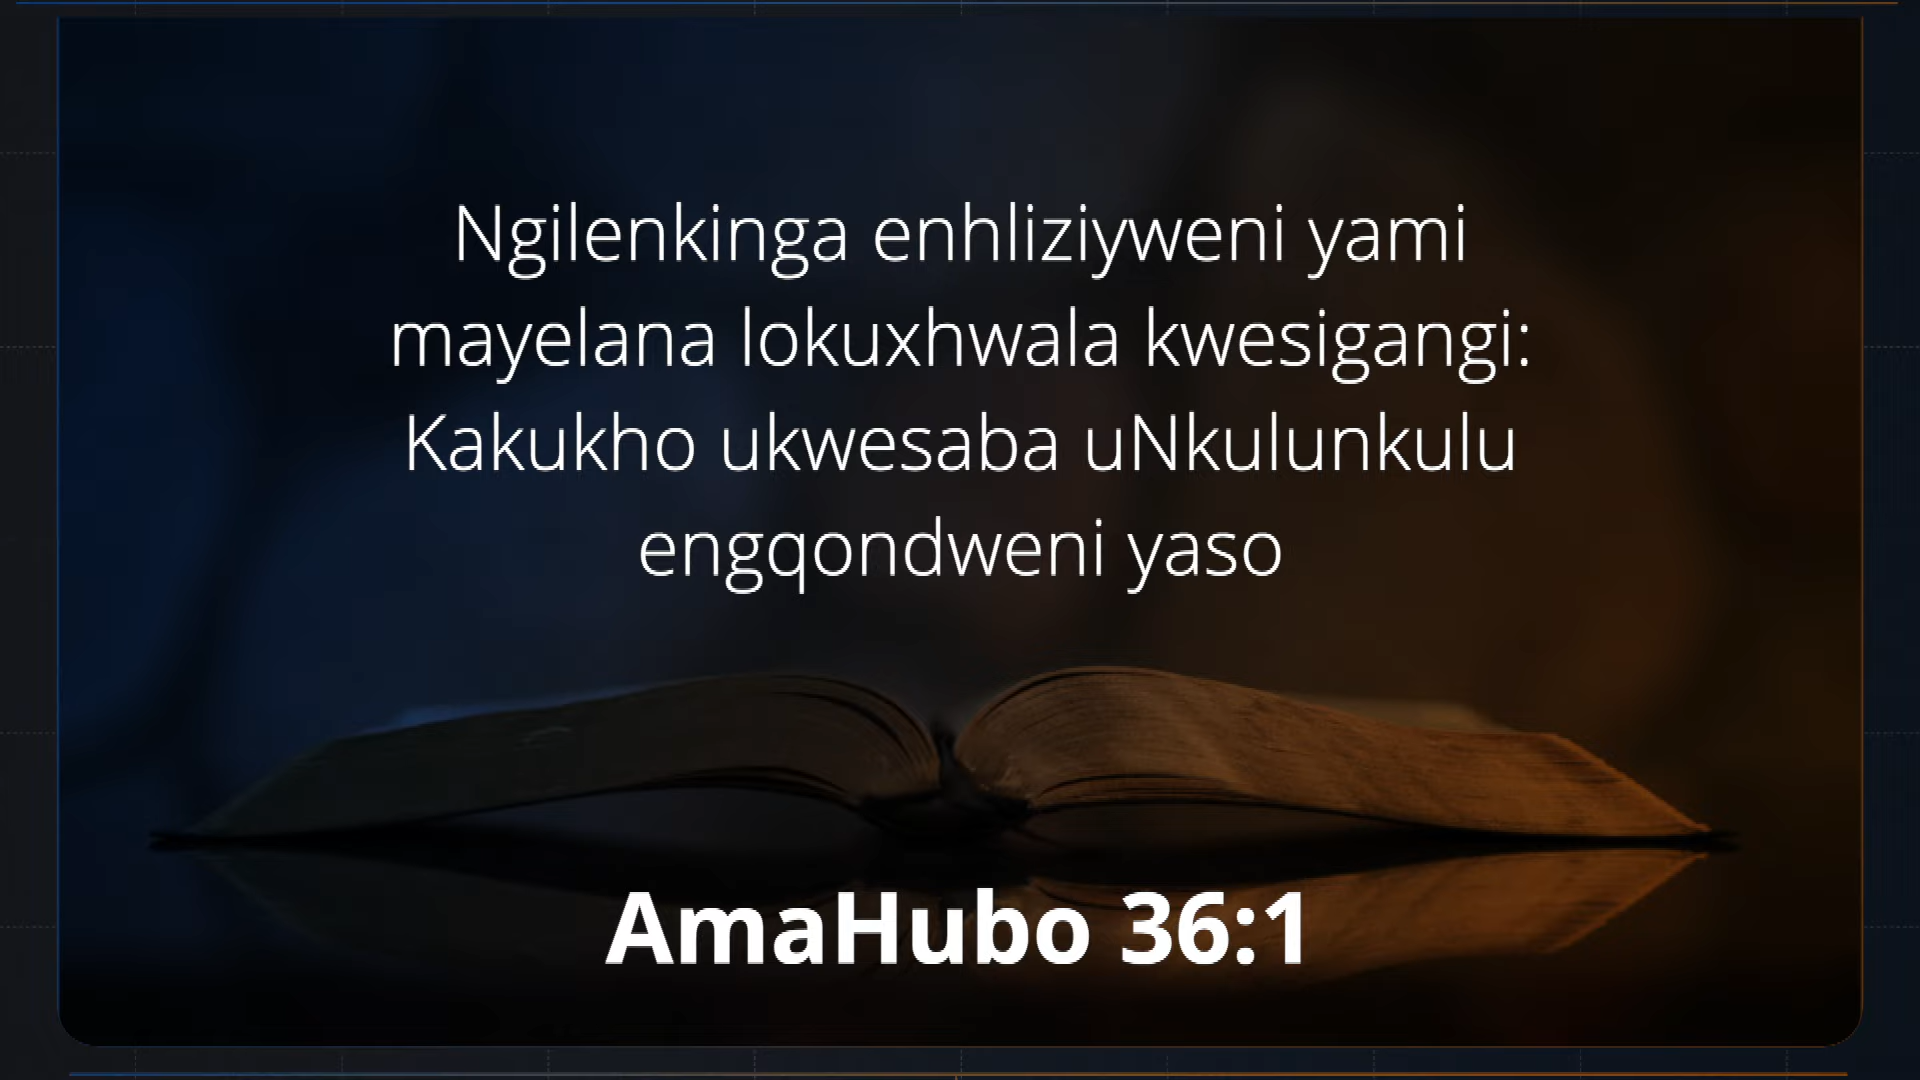 Ngilenkinga enhliziyweni yami
mayelana lokuxhwala kwesigangi:
Kakukho ukwesaba uNkulunkulu
engqondweni yaso
AmaHubo 36:1